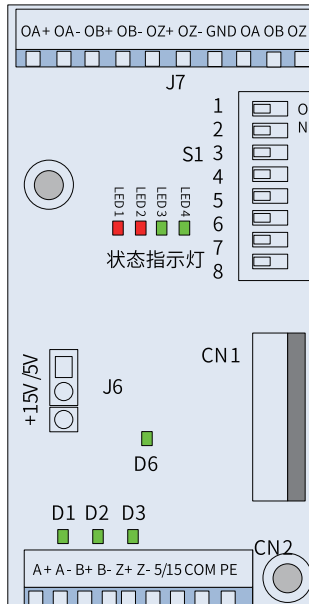 OA+ OA- OB+ OB- OZ+ OZ- GND OA OB OZ
J7
1
2
3
4
5
6
7
8
S1
O
N
LED1
LED2
LED3
LED4
状态指示灯
CN1
+15V/5V
J6
D6
D1 D2 D3
CN2
A+ A- B+ B- Z+ Z- 5/15 COM PE